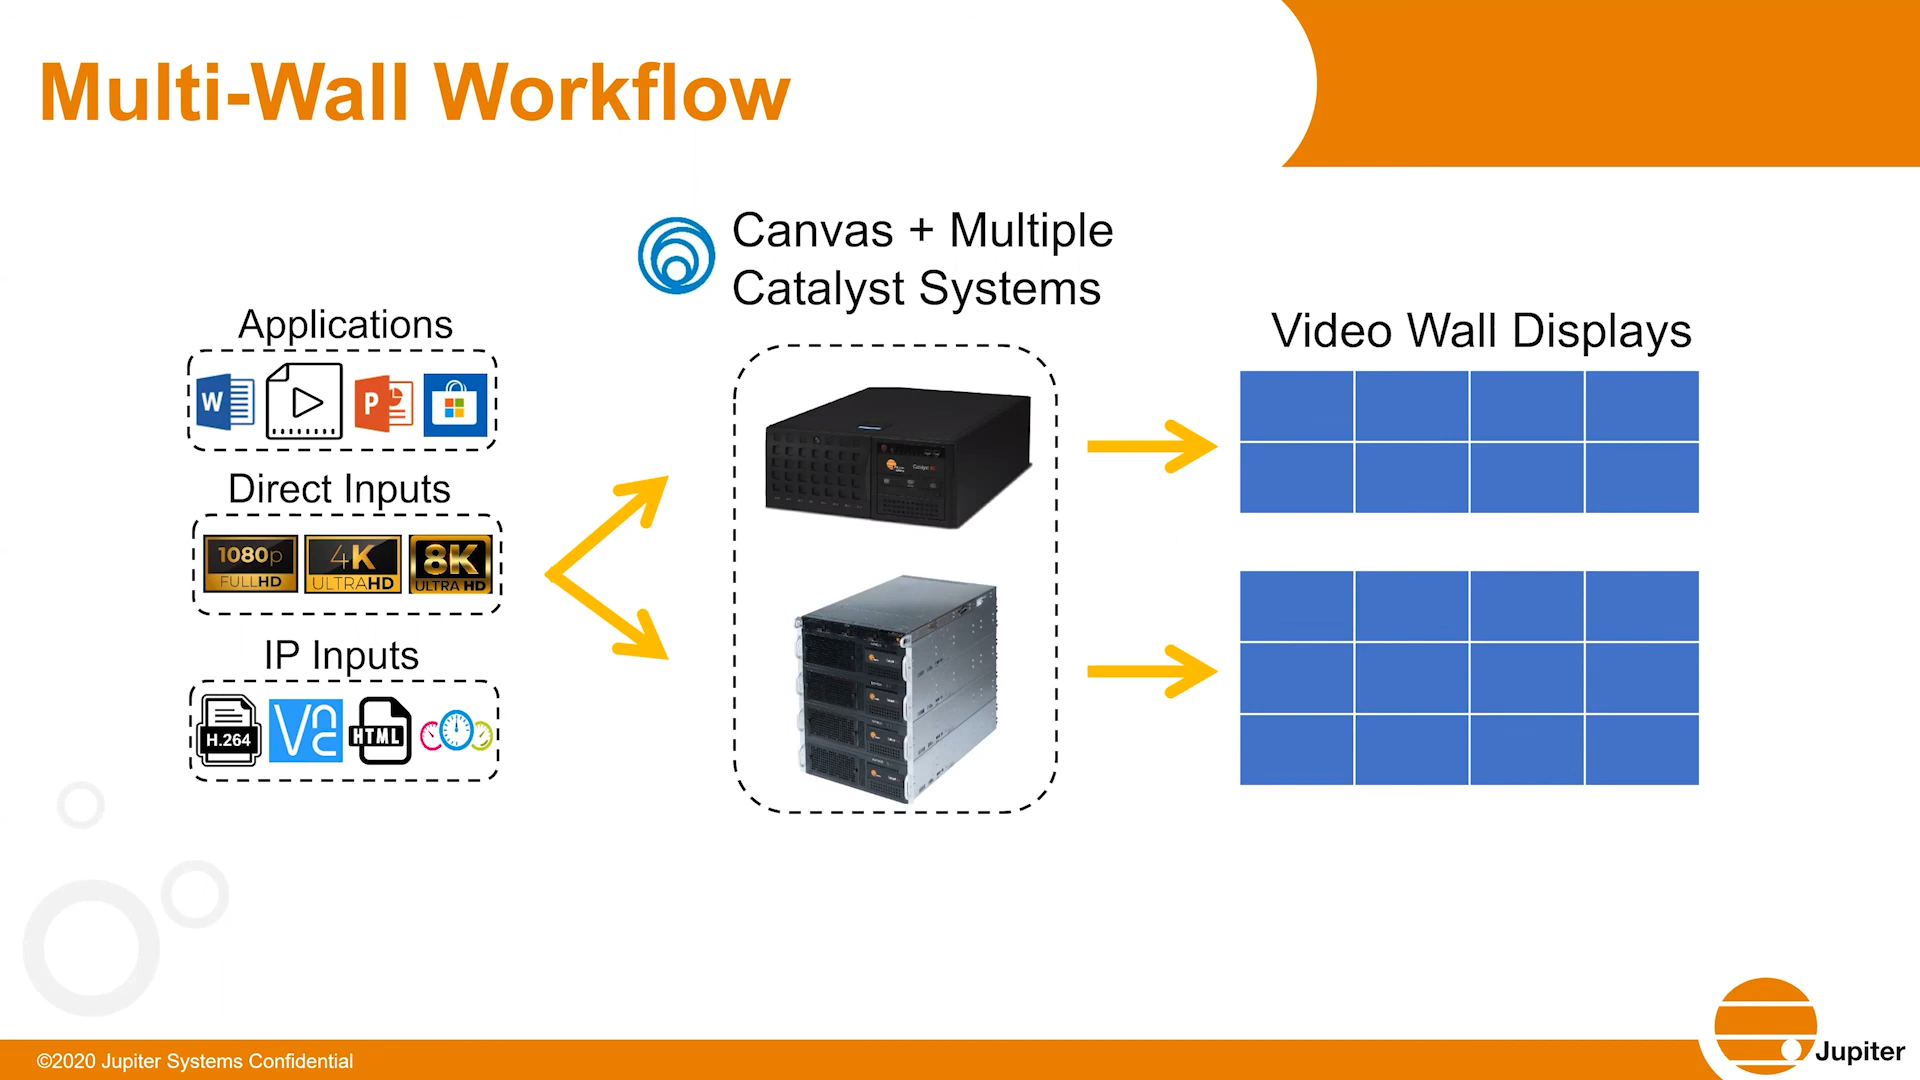 Multi-Wall Workflow
Canvas + Multiple
Catalyst Systems
Applications
W
P
Direct Inputs
1080p
FULLHD
4K
ULTRAHD
8K
ULTRA HD
IP Inputs
H.264
Vnc
HTML
Video Wall Displays
©2020 Jupiter Systems Confidential
Jupiter